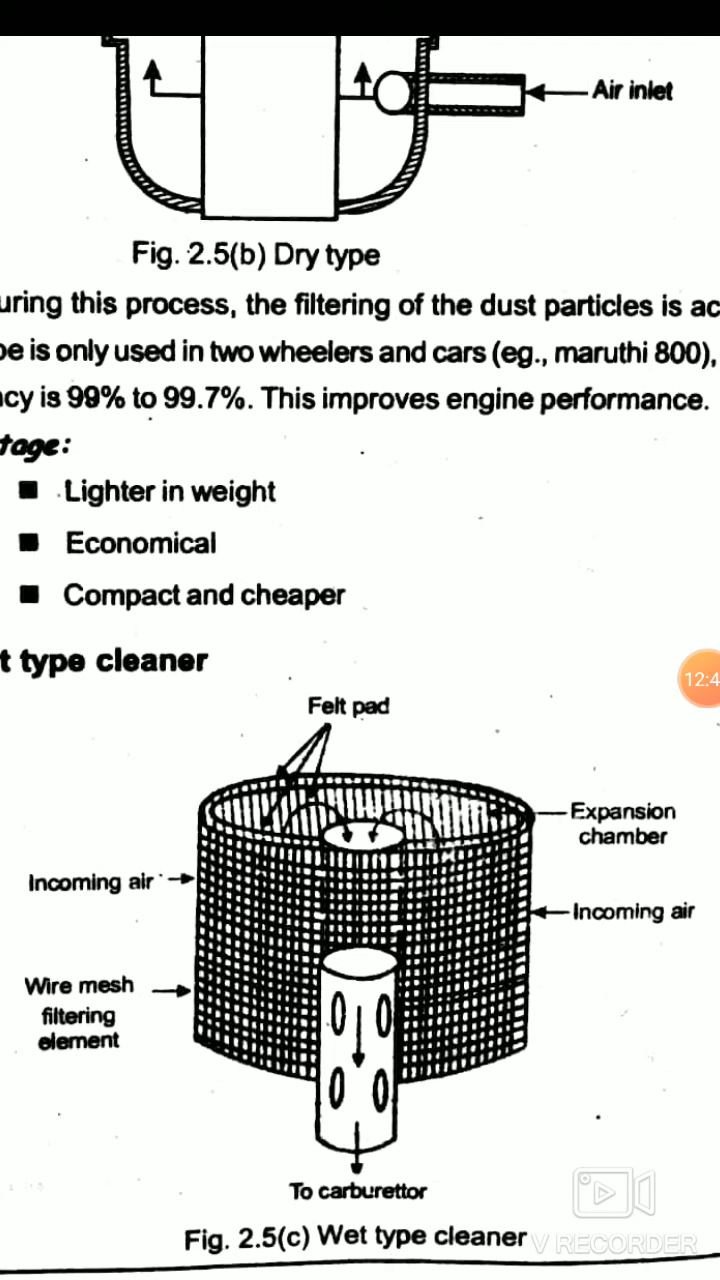 Air inlet
Fig. 2.5(b) Dry type
uring this process, the filtering of the dust particles is ac
pe is only used in two wheelers and cars (eg., maruthi 800),
ncy is 99% to 99.7%. This improves engine performance.
tage:
■ Lighter in weight
■ Economical
■ Compact and cheaper
t type cleaner
12:4
Felt pad
Expansion
chamber
Incoming air
Incoming air
Wire mesh
filtering
element
To carburettor
Fig. 2.5(c) Wet type cleaner
V RECORDER